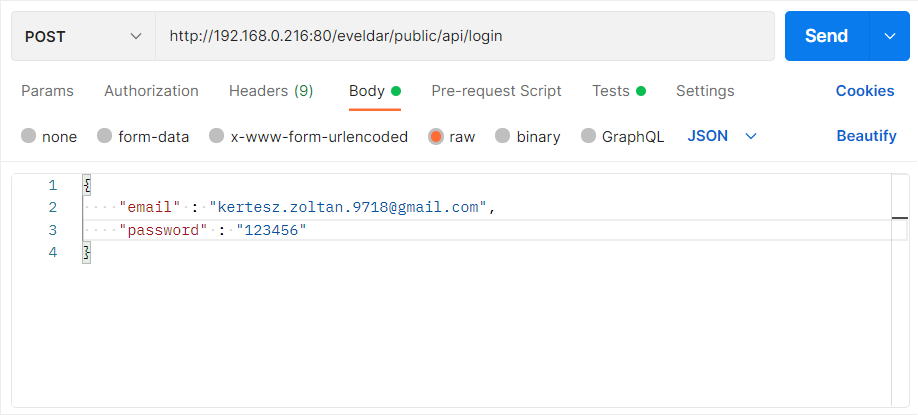 POST http://192.168.0.216:80/eveldar/public/api/login Send
Params Authorization Headers (9) Body Pre-request Script Tests Settings Cookies
none form-data x-www-form-urlencoded raw binary GraphQL JSON Beautify
1 {
2 "email" : "kertesz.zoltan.9718@gmail.com",
3 "password" : "123456"
4 }